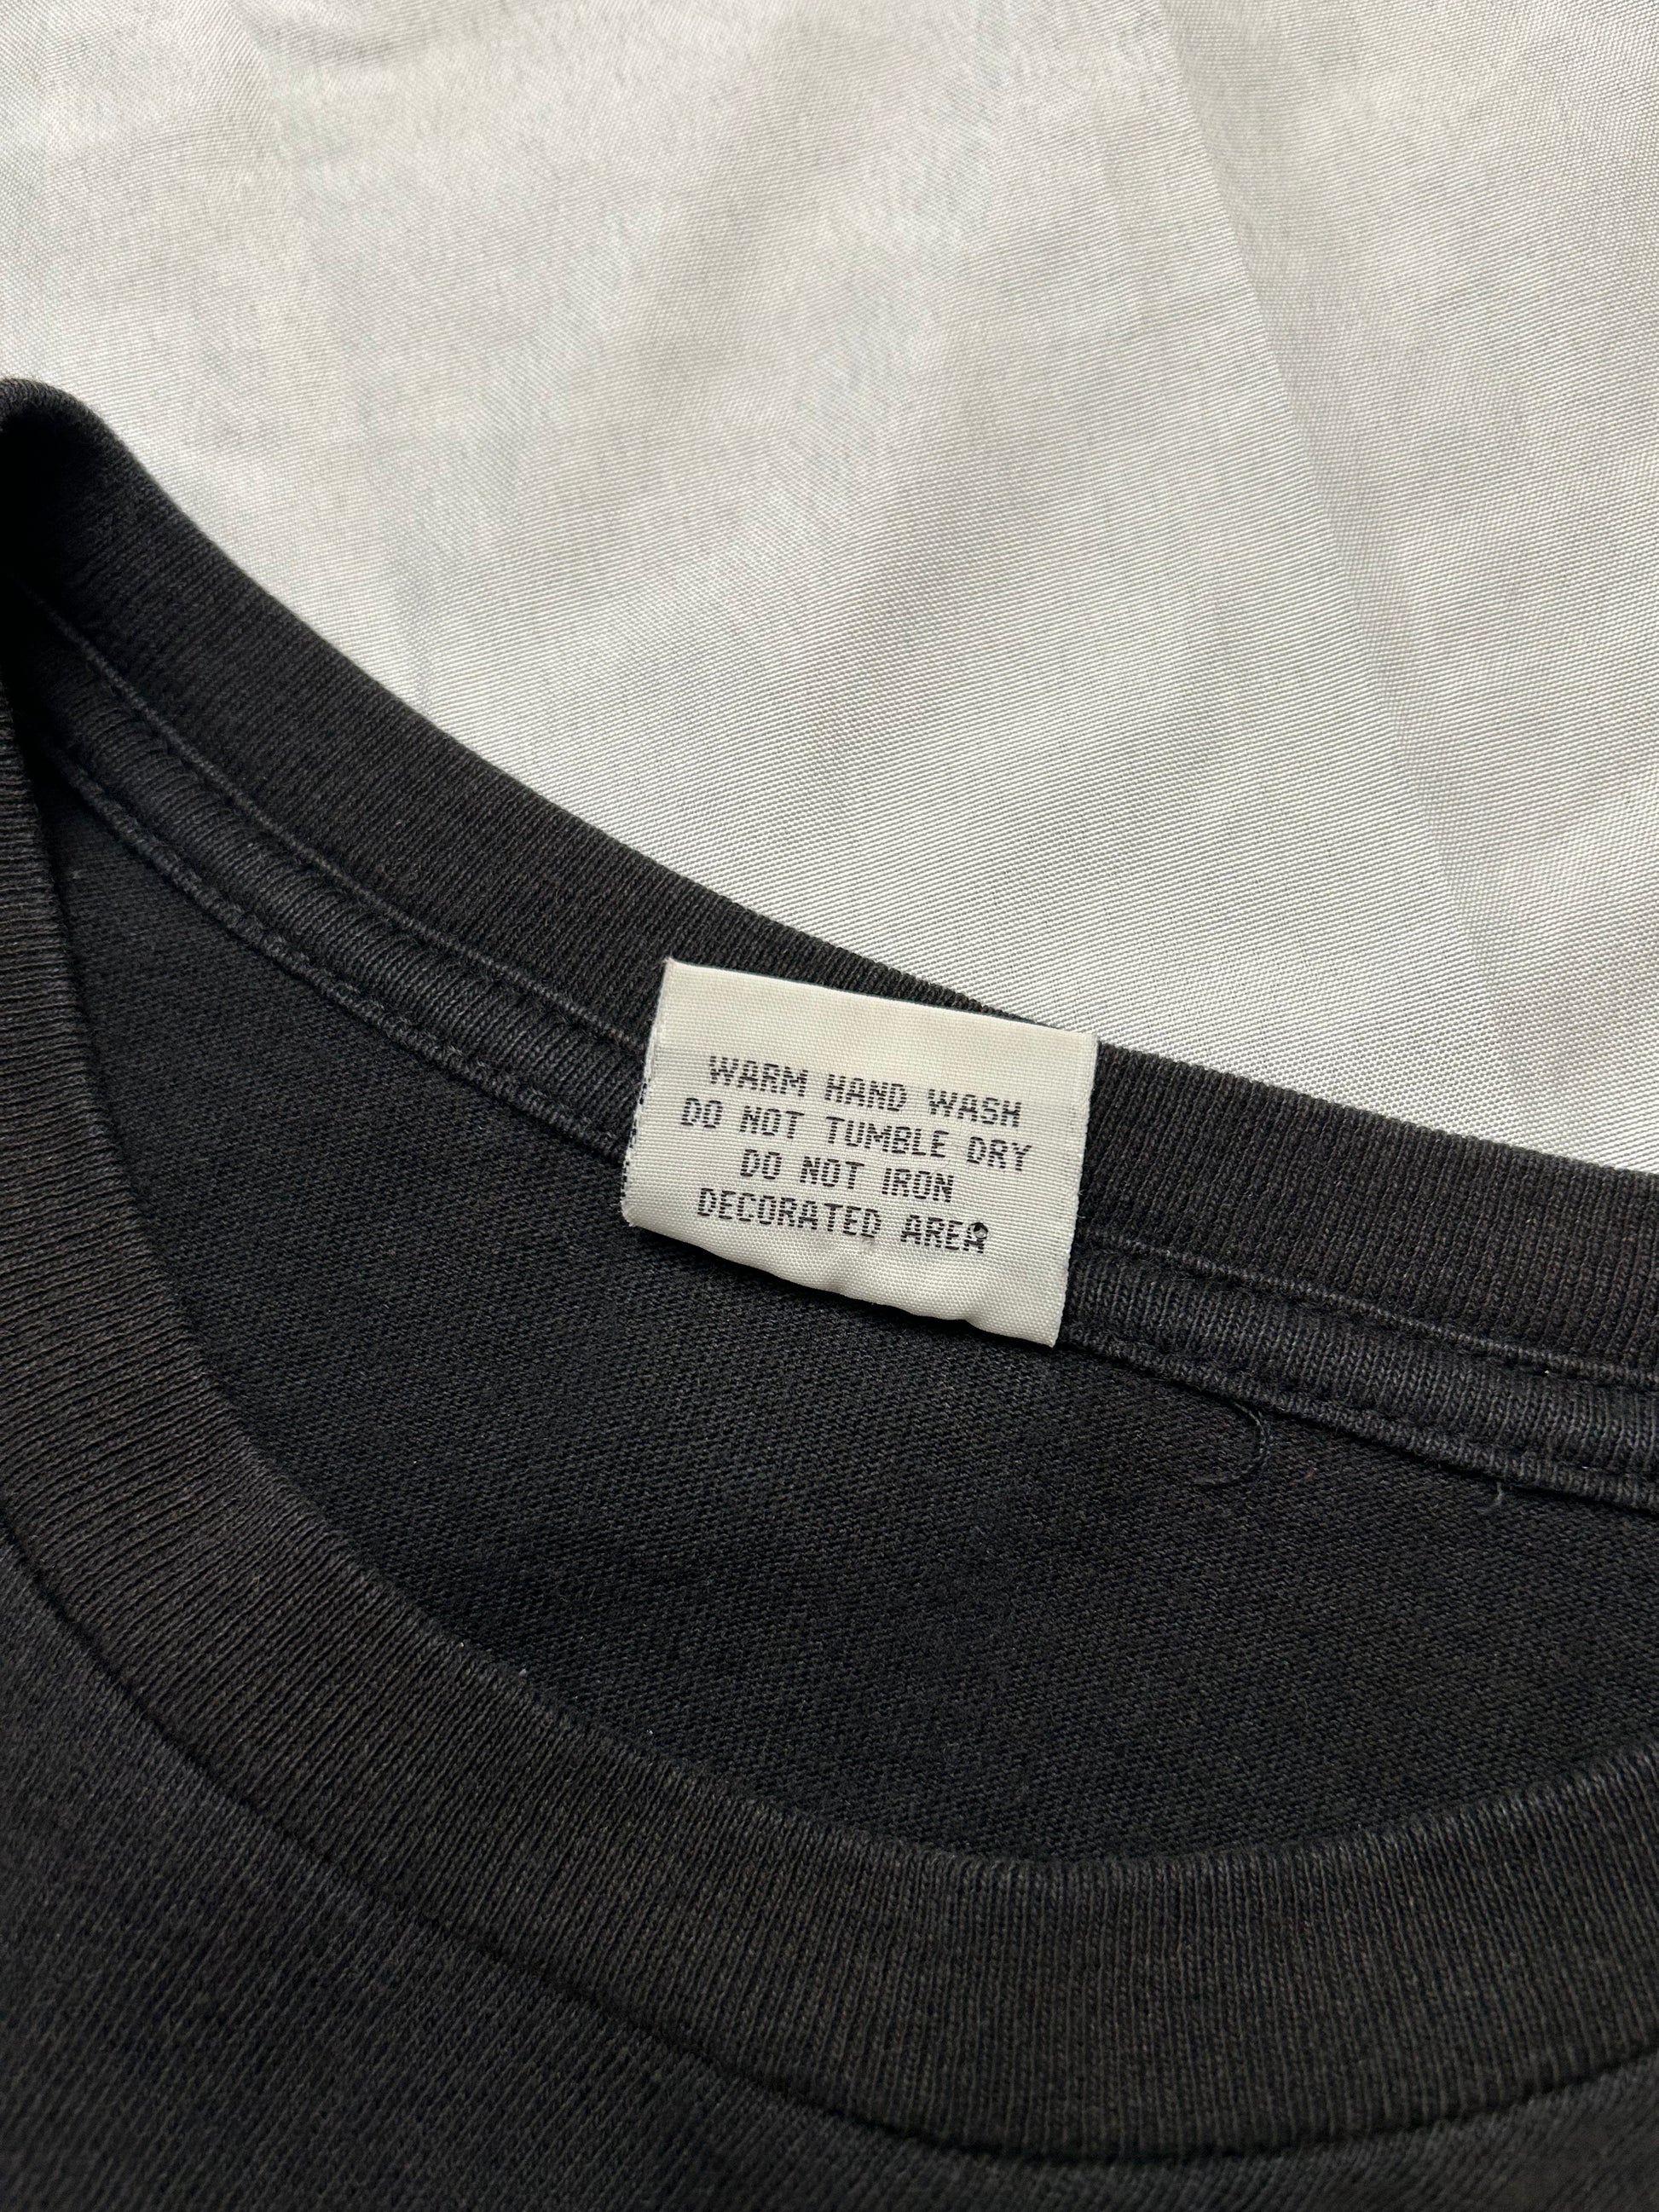 WARM HAND WASH
DO NOT TUMBLE DRY
DO NOT IRON
DECORATED AREA